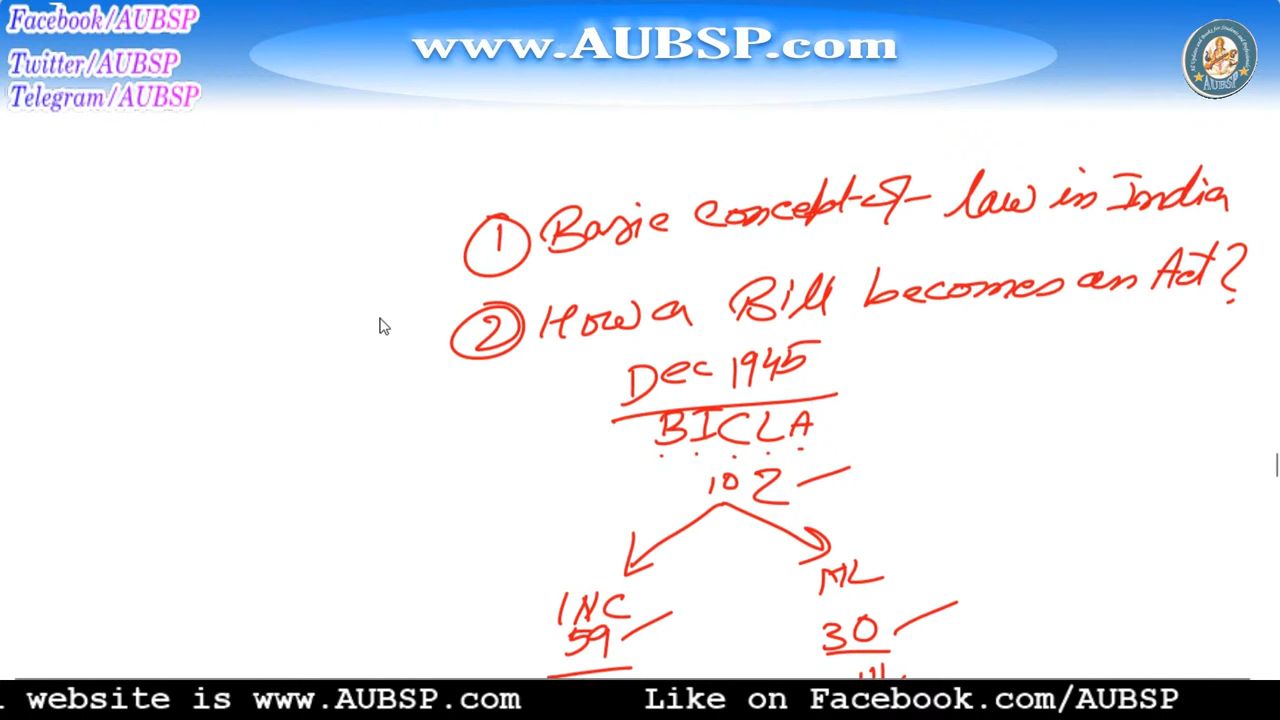 Facebook/AUBSP
Twitter/AUBSP
Telegram/AUBSP
www.AUBSP.com
AUBSP
1 Basic concept of law in India
2 How a Bill becomes an Act?
Dec 1945
BICLA
102
INC
ML
59
30
website is www.AUBSP.com Like on Facebook.com/AUBSP